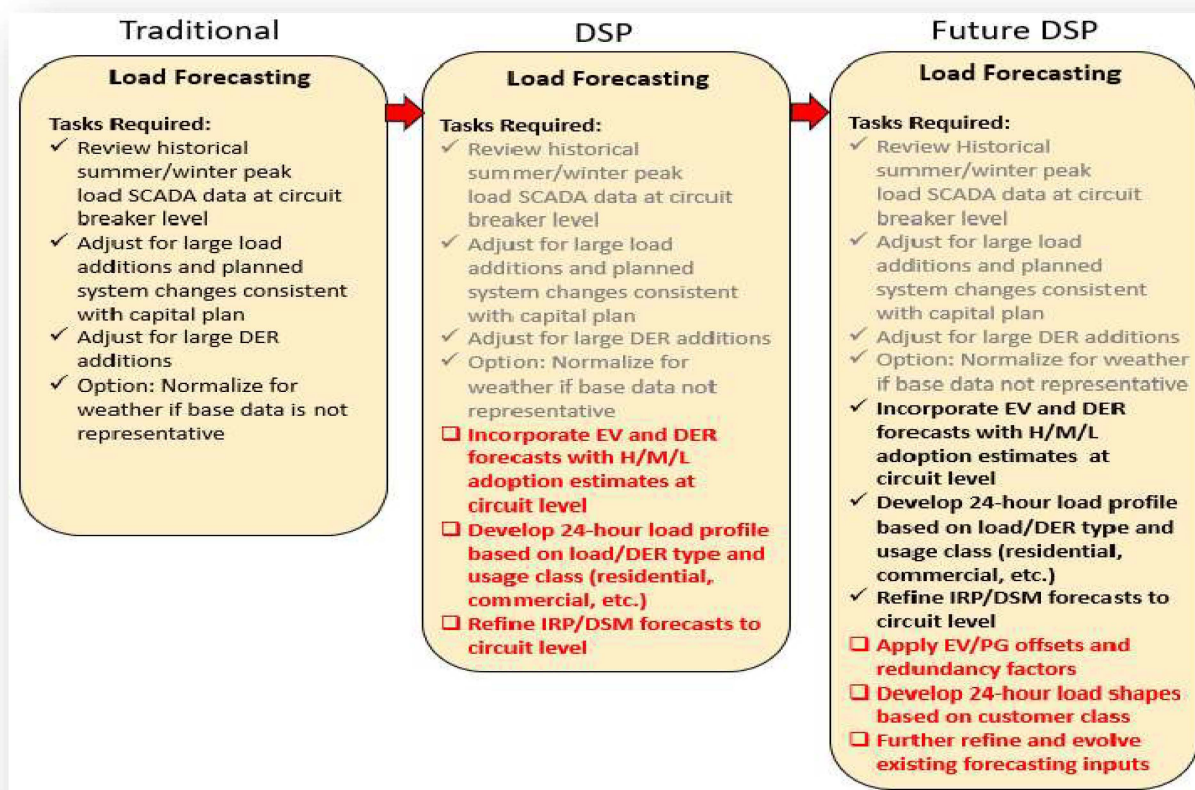 Traditional
Load Forecasting
Tasks Required:
✓ Review historical
summer/winter peak
load SCADA data at circuit
breaker level
✓ Adjust for large load
additions and planned
system changes consistent
with capital plan
✓ Adjust for large DER
additions
✓ Option: Normalize for
weather if base data is not
representative
DSP
Load Forecasting
Tasks Required:
✓ Review historical
summer/winter peak
load SCADA data at circuit
breaker level
✓ Adjust for large load
additions and planned
system changes consistent
with capital plan
✓ Adjust for large DER additions
✓ Option: Normalize for
weather if base data not
representative
❑ Incorporate EV and DER
forecasts with H/M/L
adoption estimates at
circuit level
❑ Develop 24-hour load profile
based on load/DER type and
usage class (residential,
commercial, etc.)
❑ Refine IRP/DSM forecasts to
circuit level
Future DSP
Load Forecasting
Tasks Required:
✓ Review Historical
summer/winter peak
load SCADA data at circuit
breaker level
✓ Adjust for large load
additions and planned
system changes consistent
with capital plan
✓ Adjust for large DER additions
✓ Option: Normalize for weather
if base data not representative
✓ Incorporate EV and DER
forecasts with H/M/L
adoption estimates at
circuit level
✓ Develop 24-hour load profile
based on load/DER type and
usage class (residential,
commercial, etc.)
✓ Refine IRP/DSM forecasts to
circuit level
❑ Apply EV/PG offsets and
redundancy factors
❑ Develop 24-hour load shapes
based on customer class
❑ Further refine and evolve
existing forecasting inputs